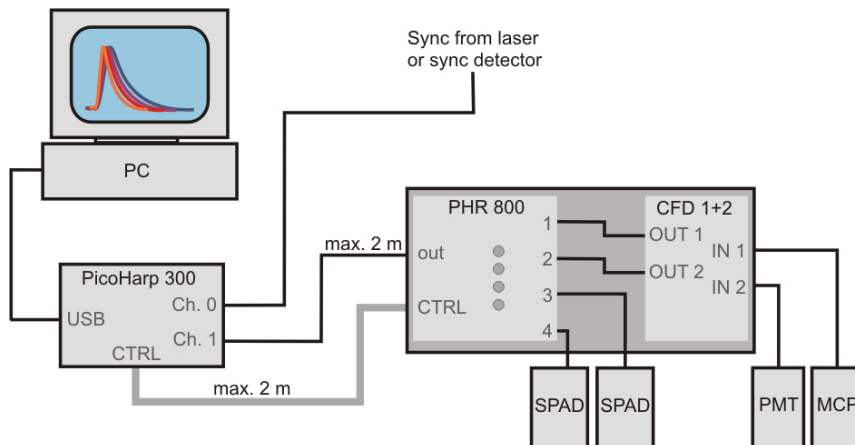 Sync from laser
or sync detector
PC
PHR 800
CFD 1+2
1
OUT 1
IN 1
max. 2 m
out
2
OUT 2
IN 2
PicoHarp 300
Ch. 0
3
CTRL
USB
Ch. 1
4
CTRL
max. 2 m
SPAD
SPAD
PMT
MCP